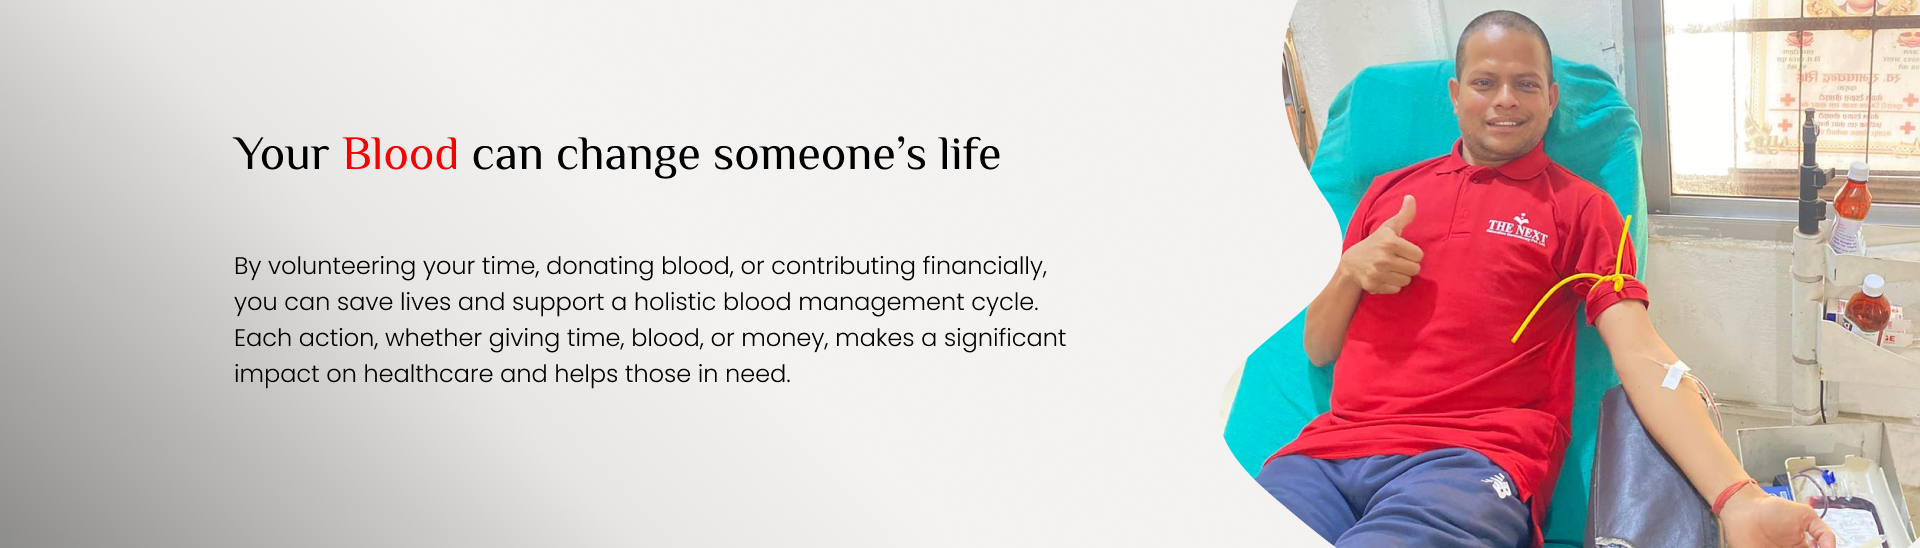 Your Blood can change someone’s life
By volunteering your time, donating blood, or contributing financially,
you can save lives and support a holistic blood management cycle.
Each action, whether giving time, blood, or money, makes a significant
impact on healthcare and helps those in need.
THE NEXT